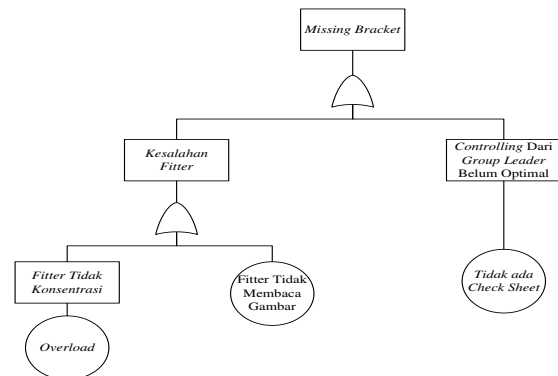 Missing Bracket
Kesalahan
Fitter
Controlling Dari
Group Leader
Belum Optimal
Fitter Tidak
Konsentrasi
Fitter Tidak
Membaca
Gambar
Tidak ada
Check Sheet
Overload